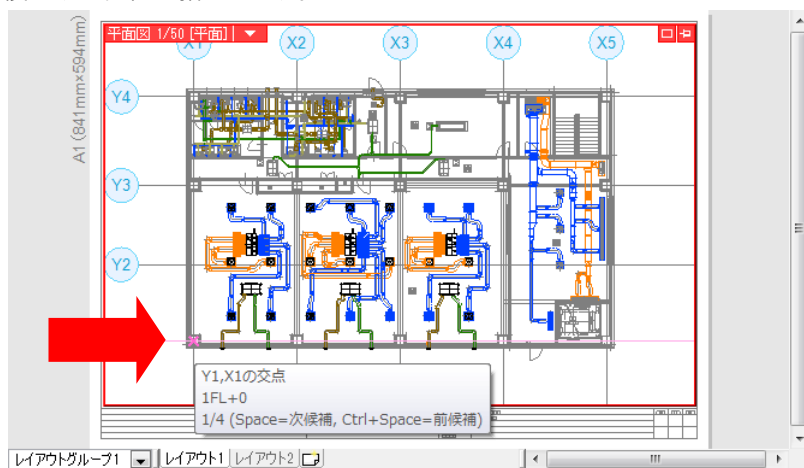 平面図 1/50 [平面]
X1 X2 X3 X4 X5
A1 (841mm×594mm)
Y4
Y3
Y2
Y1,X1の交点
1FL+0
1/4 (Space=次候補, Ctrl+Space=前候補)
レイアウトグループ1 レイアウト1 レイアウト2